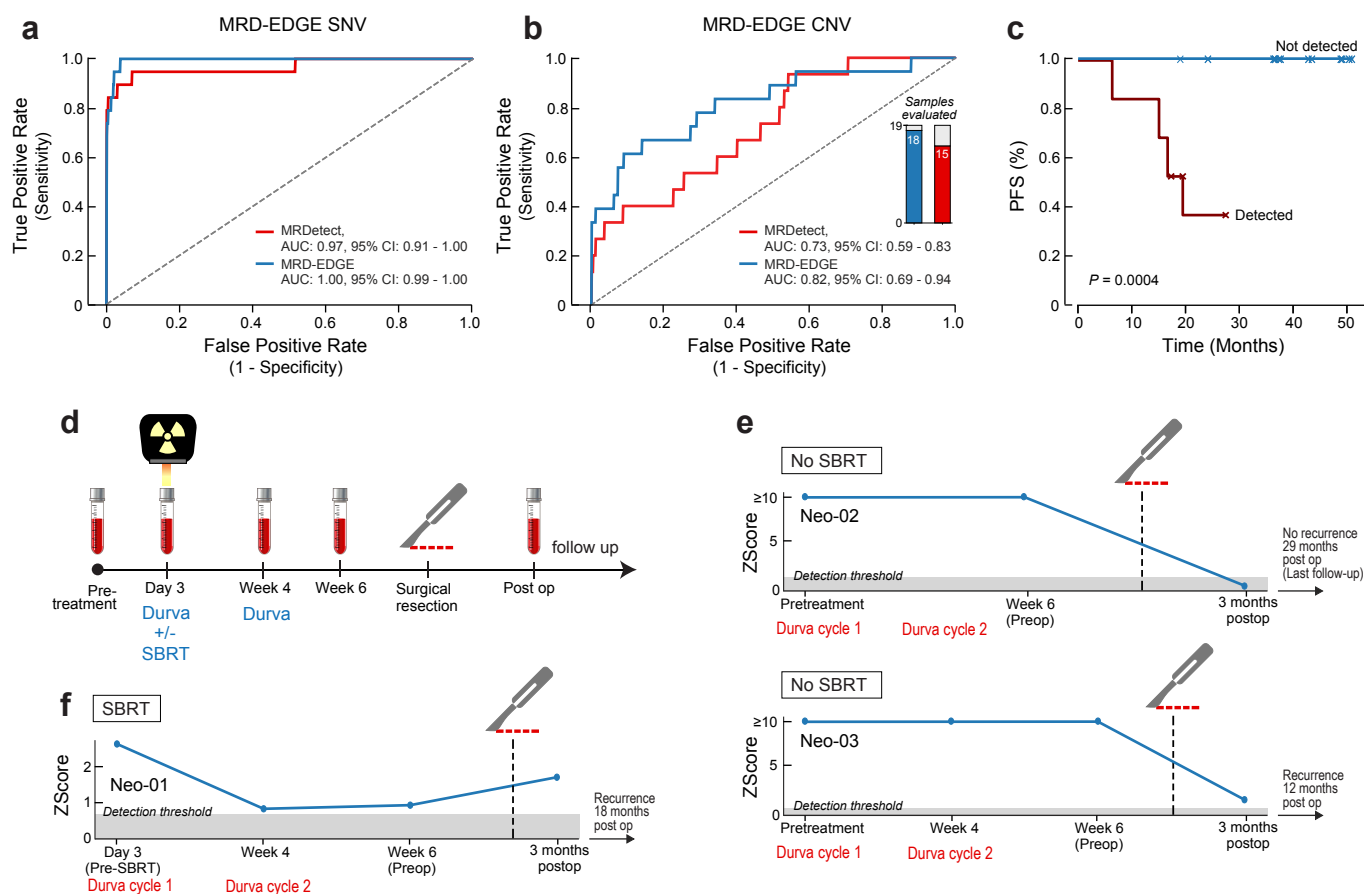 a
MRD-EDGE SNV
True Positive Rate
(Sensitivity)
1.0
0.8
0.6
0.4
0.2
0
MRDetect,
AUC: 0.97, 95% CI: 0.91 - 1.00
MRD-EDGE
AUC: 1.00, 95% CI: 0.99 - 1.00
0 0.2 0.4 0.6 0.8 1.0
False Positive Rate
(1 - Specificity)
b
MRD-EDGE CNV
True Positive Rate
(Sensitivity)
1.0
0.8
0.6
0.4
0.2
0
Samples
evaluated
19
18
15
0
MRDetect,
AUC: 0.73, 95% CI: 0.59 - 0.83
MRD-EDGE
AUC: 0.82, 95% CI: 0.69 - 0.94
0 0.2 0.4 0.6 0.8 1.0
False Positive Rate
(1 - Specificity)
c
Not detected
PFS (%)
1.0
0.8
0.6
0.4
0.2
0
Detected
P = 0.0004
0 10 20 30 40 50
Time (Months)
d
follow up
Pre-
treatment
Day 3
Week 4
Week 6
Surgical
resection
Post op
Durva
+/-
SBRT
Durva
e
No SBRT
ZScore
≥10
5
0
Neo-02
Detection threshold
No recurrence
29 months
post op
(Last follow-up)
Pretreatment
Week 6
(Preop)
3 months
postop
Durva cycle 1
Durva cycle 2
No SBRT
ZScore
≥10
5
0
Neo-03
Detection threshold
Recurrence
12 months
post op
Pretreatment
Week 4
Week 6
(Preop)
3 months
postop
Durva cycle 1
Durva cycle 2
f
SBRT
ZScore
2
1
0
Neo-01
Detection threshold
Recurrence
18 months
post op
Day 3
(Pre-SBRT)
Week 4
Week 6
(Preop)
3 months
postop
Durva cycle 1
Durva cycle 2